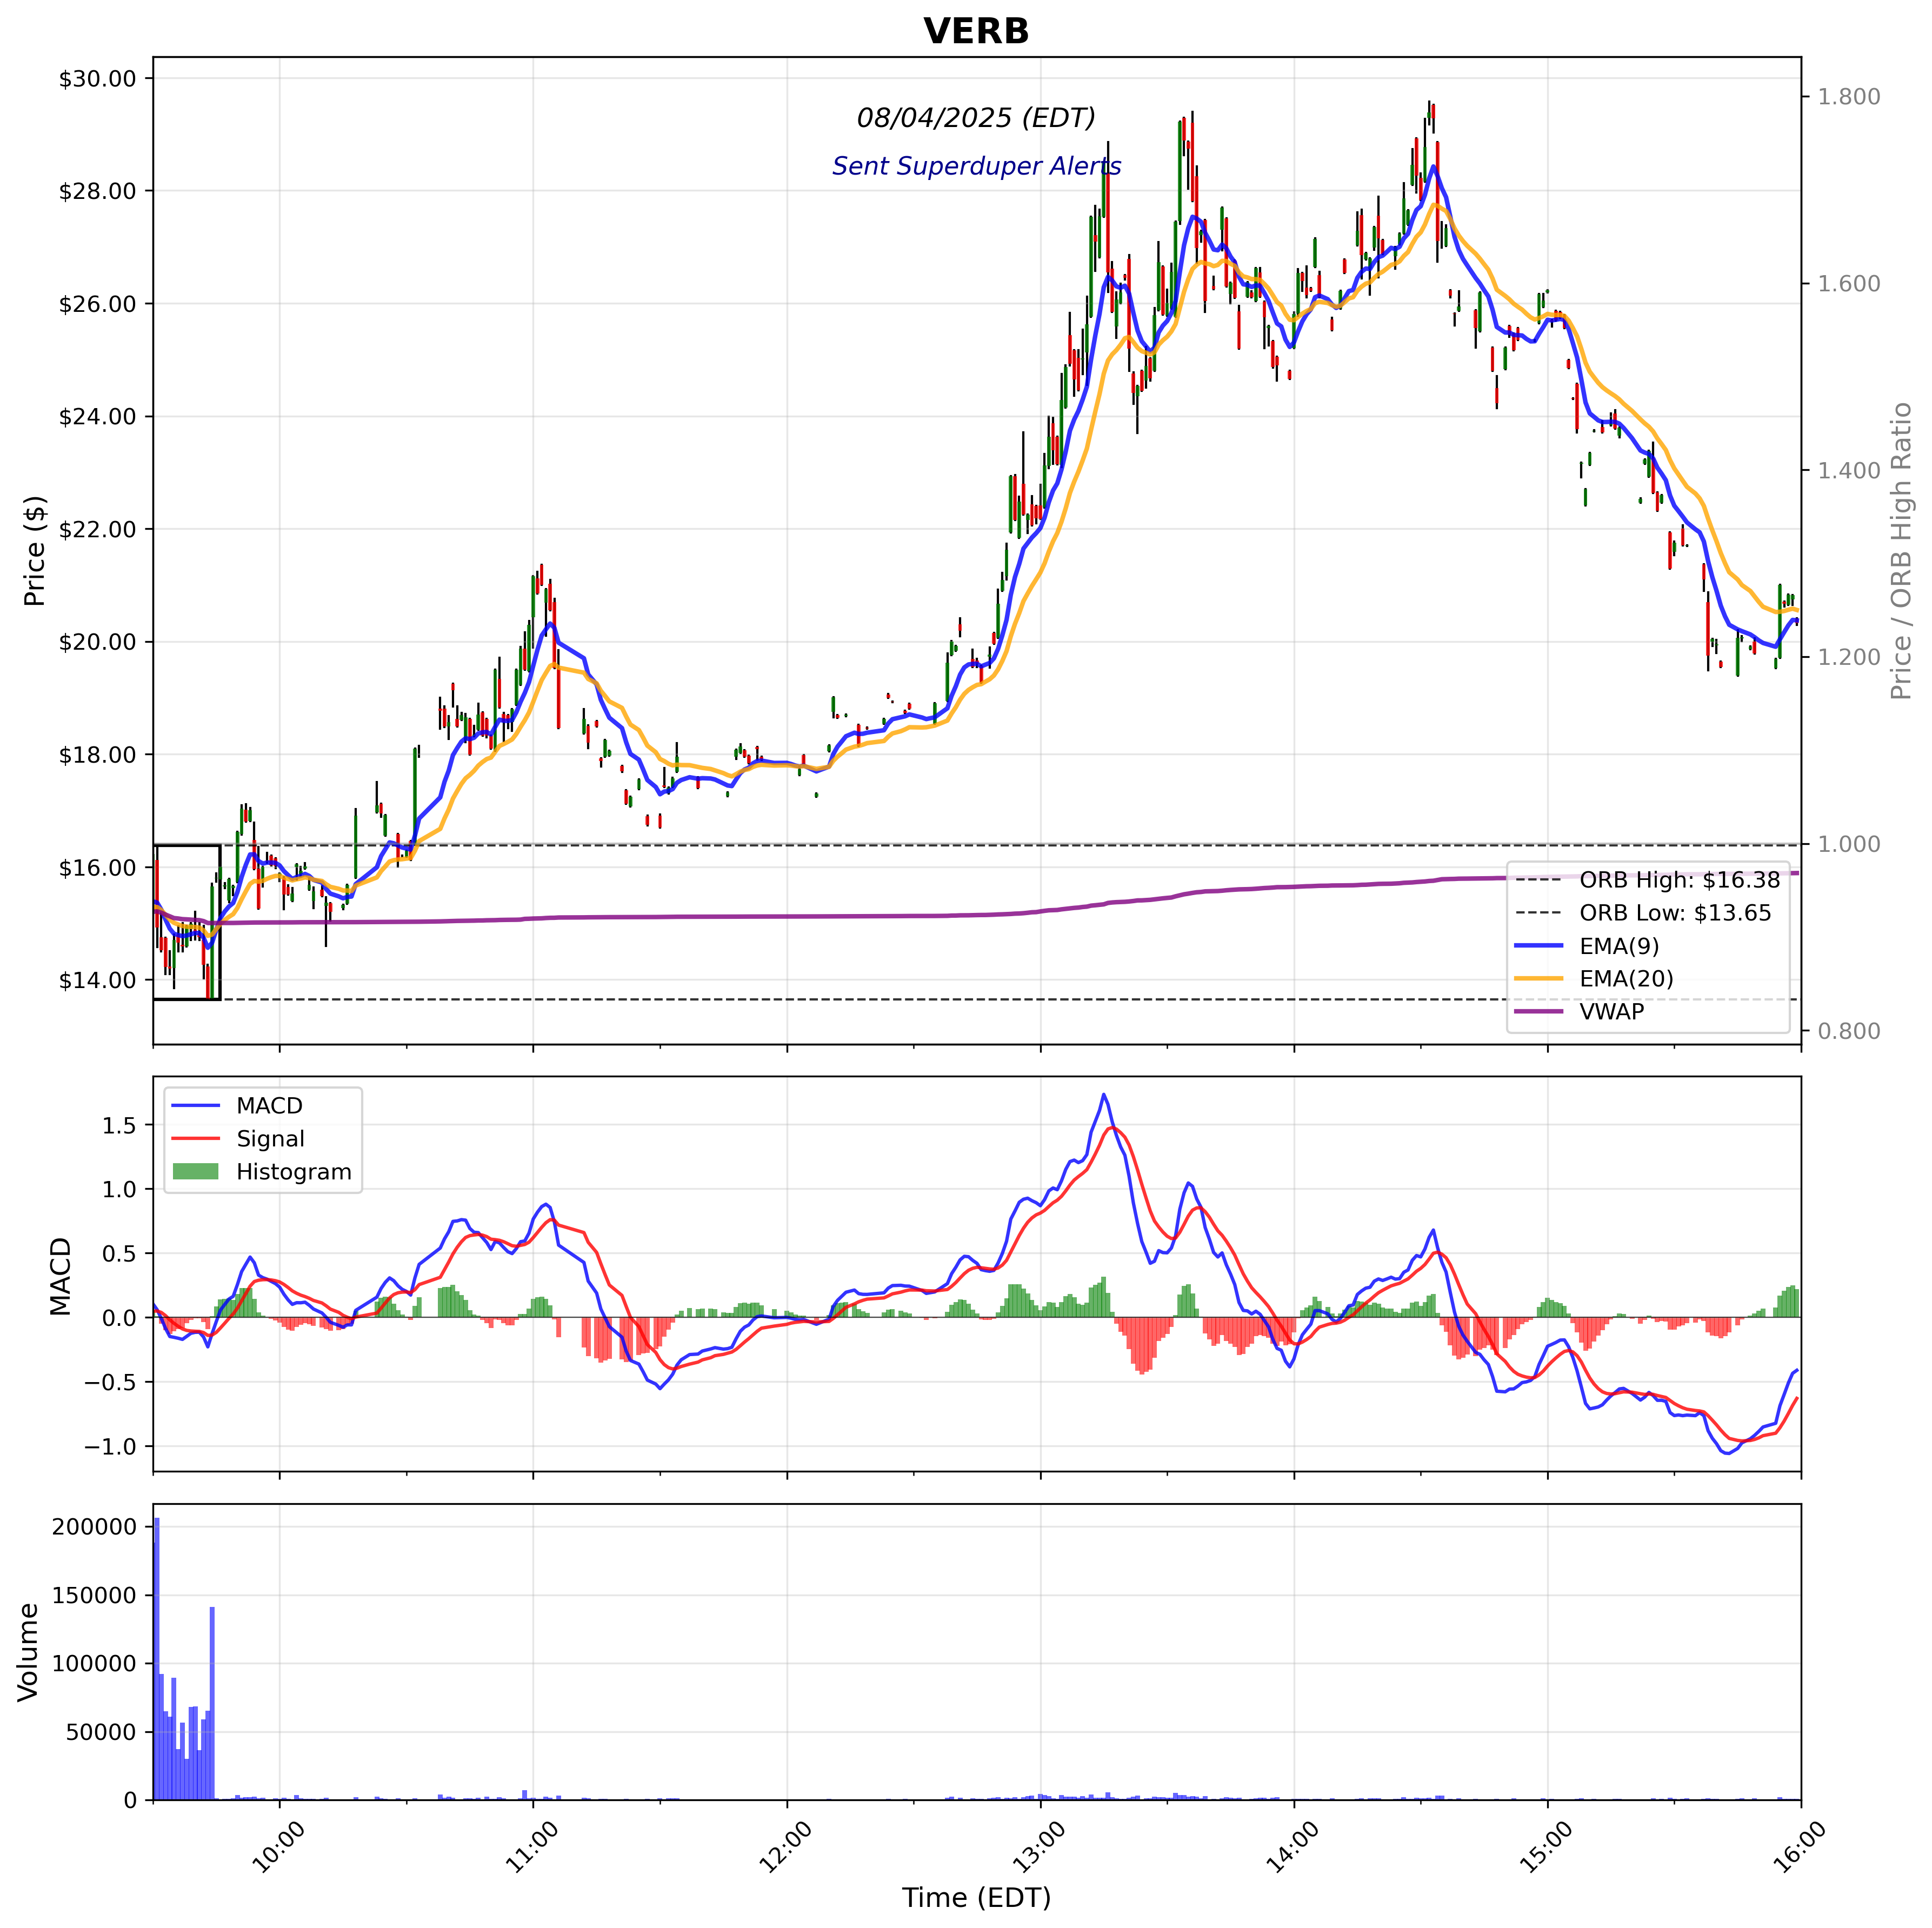 VERB
08/04/2025 (EDT)
Sent Superduper Alerts
Price ($)
$30.00
$28.00
$26.00
$24.00
$22.00
$20.00
$18.00
$16.00
$14.00
1.800
1.600
1.400
1.200
1.000
0.800
Price / ORB High Ratio
ORB High: $16.38
ORB Low: $13.65
EMA(9)
EMA(20)
VWAP
MACD
1.5
1.0
0.5
0.0
−0.5
−1.0
MACD
Signal
Histogram
Volume
200000
150000
100000
50000
0
10:00
11:00
12:00
13:00
14:00
15:00
16:00
Time (EDT)